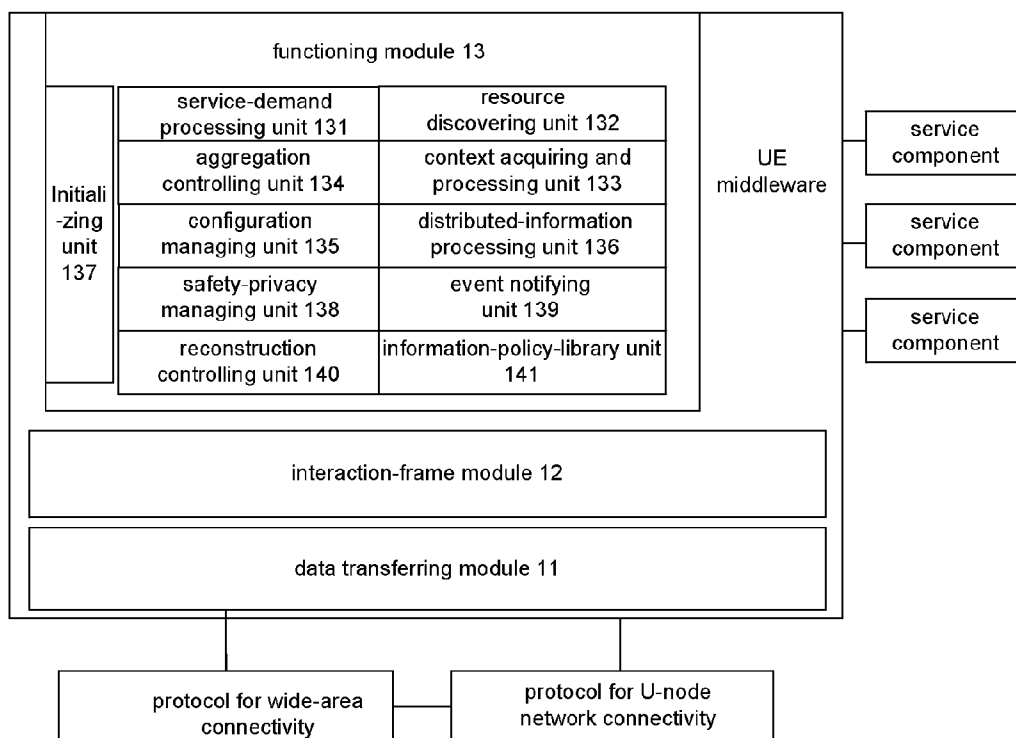 functioning module 13
service-demand
processing unit 131
resource
discovering unit 132
aggregation
controlling unit 134
context acquiring and
processing unit 133
Initiali
-zing
unit
137
configuration
managing unit 135
distributed-information
processing unit 136
safety-privacy
managing unit 138
event notifying
unit 139
reconstruction
controlling unit 140
information-policy-library unit
141
UE
middleware
service
component
service
component
service
component
interaction-frame module 12
data transferring module 11
protocol for wide-area
connectivity
protocol for U-node
network connectivity